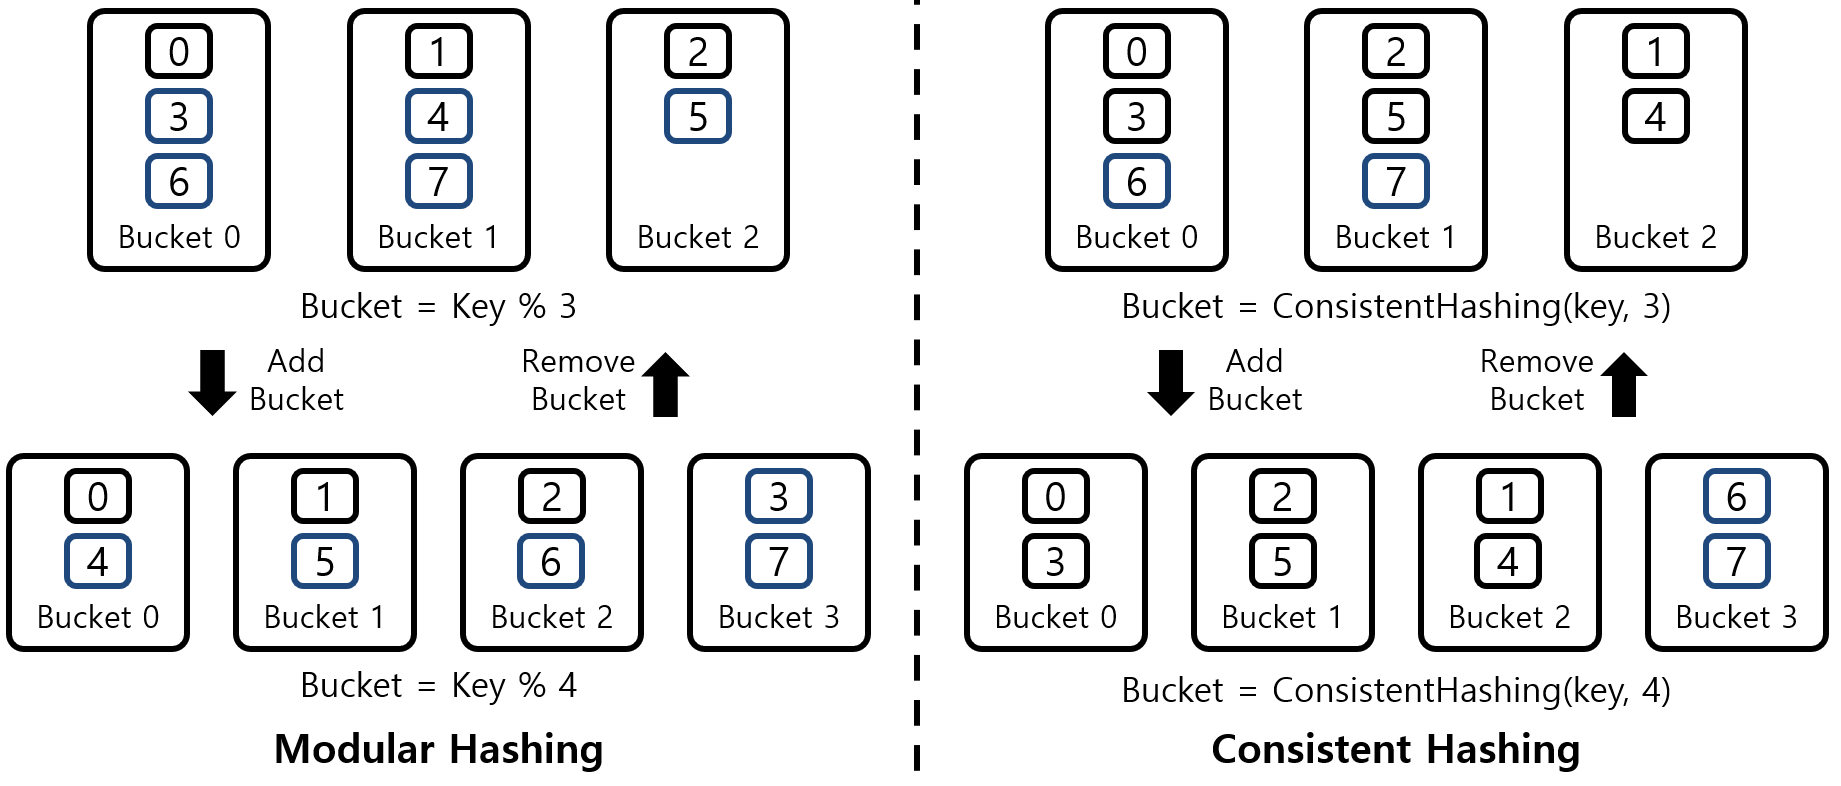 0
3
6
Bucket 0
1
4
7
Bucket 1
2
5
Bucket 2
Bucket = Key % 3
Add
Bucket
Remove
Bucket
0
4
Bucket 0
1
5
Bucket 1
2
6
Bucket 2
3
7
Bucket 3
Bucket = Key % 4
Modular Hashing
0
3
6
Bucket 0
2
5
7
Bucket 1
1
4
Bucket 2
Bucket = ConsistentHashing(key, 3)
Add
Bucket
Remove
Bucket
0
3
Bucket 0
2
5
Bucket 1
1
4
Bucket 2
6
7
Bucket 3
Bucket = ConsistentHashing(key, 4)
Consistent Hashing